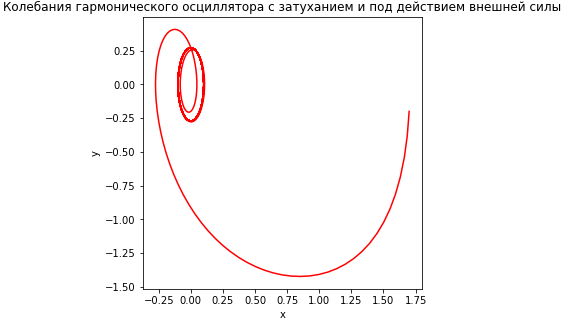 Колебания гармонического осциллятора с затуханием и под действием внешней силы
0.25
0.00
−0.25
−0.50
−0.75
−1.00
−1.25
−1.50
y
−0.25 0.00 0.25 0.50 0.75 1.00 1.25 1.50 1.75
x